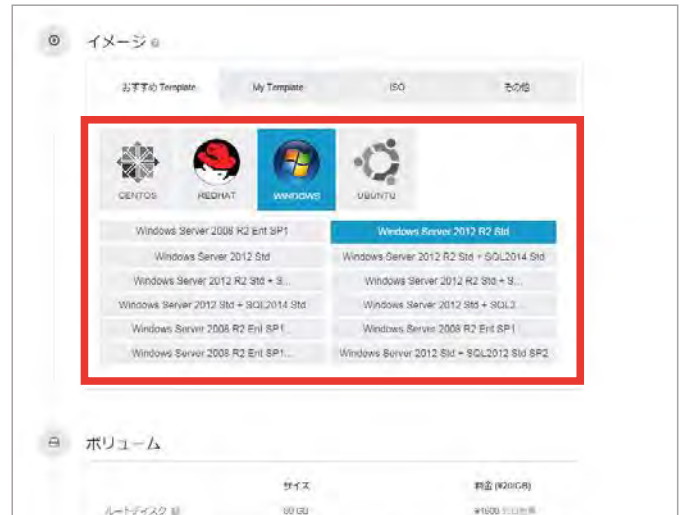 イメージ
おすすめ Template My Template ISO その他
CENTOS REDHAT WINDOWS UBUNTU
Windows Server 2008 R2 Ent SP1 Windows Server 2012 R2 Std
Windows Server 2012 Std Windows Server 2012 R2 Std + SQL2014 Std
Windows Server 2012 R2 Std + S... Windows Server 2012 R2 Std + S...
Windows Server 2012 Std + SQL2014 Std Windows Server 2012 Std + SQL2...
Windows Server 2008 R2 Ent SP1... Windows Server 2008 R2 Ent SP1...
Windows Server 2008 R2 Ent SP1... Windows Server 2012 Std + SQL2012 Std SP2
ボリューム
サイズ 料金 (¥20/GB)
ルートディスク